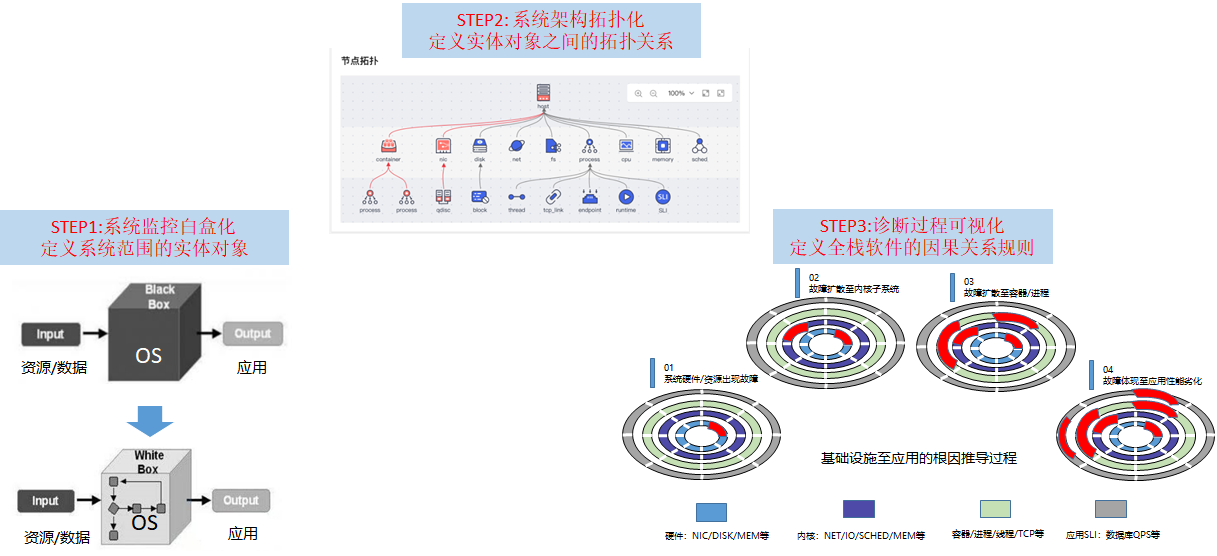 STEP1:系统监控白盒化
定义系统范围的实体对象
Black
Box
Input
OS
Output
资源/数据
应用
White
Box
Input
OS
Output
资源/数据
应用
STEP2: 系统架构拓扑化
定义实体对象之间的拓扑关系
节点拓扑
100%
host
container
nic
disk
net
fs
process
cpu
memory
sched
process
process
qdisc
block
thread
tcp_link
endpoint
runtime
SLI
SLI
STEP3:诊断过程可视化
定义全栈软件的因果关系规则
01
系统硬件/资源出现故障
02
故障扩散至内核子系统
03
故障扩散至容器/进程
04
故障体现至应用性能劣化
基础设施至应用的根因推导过程
硬件：NIC/DISK/MEM等
内核：NET/IO/SCHED/MEM等
容器/进程/线程/TCP等
应用SLI：数据库QPS等